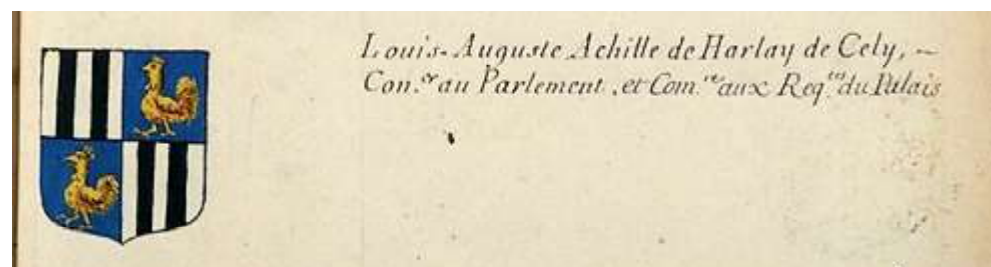 Louis-Auguste Achille de Harlay de Cely, ~
Con.er au Parlement, et Com.re aux Req.tes du Palais